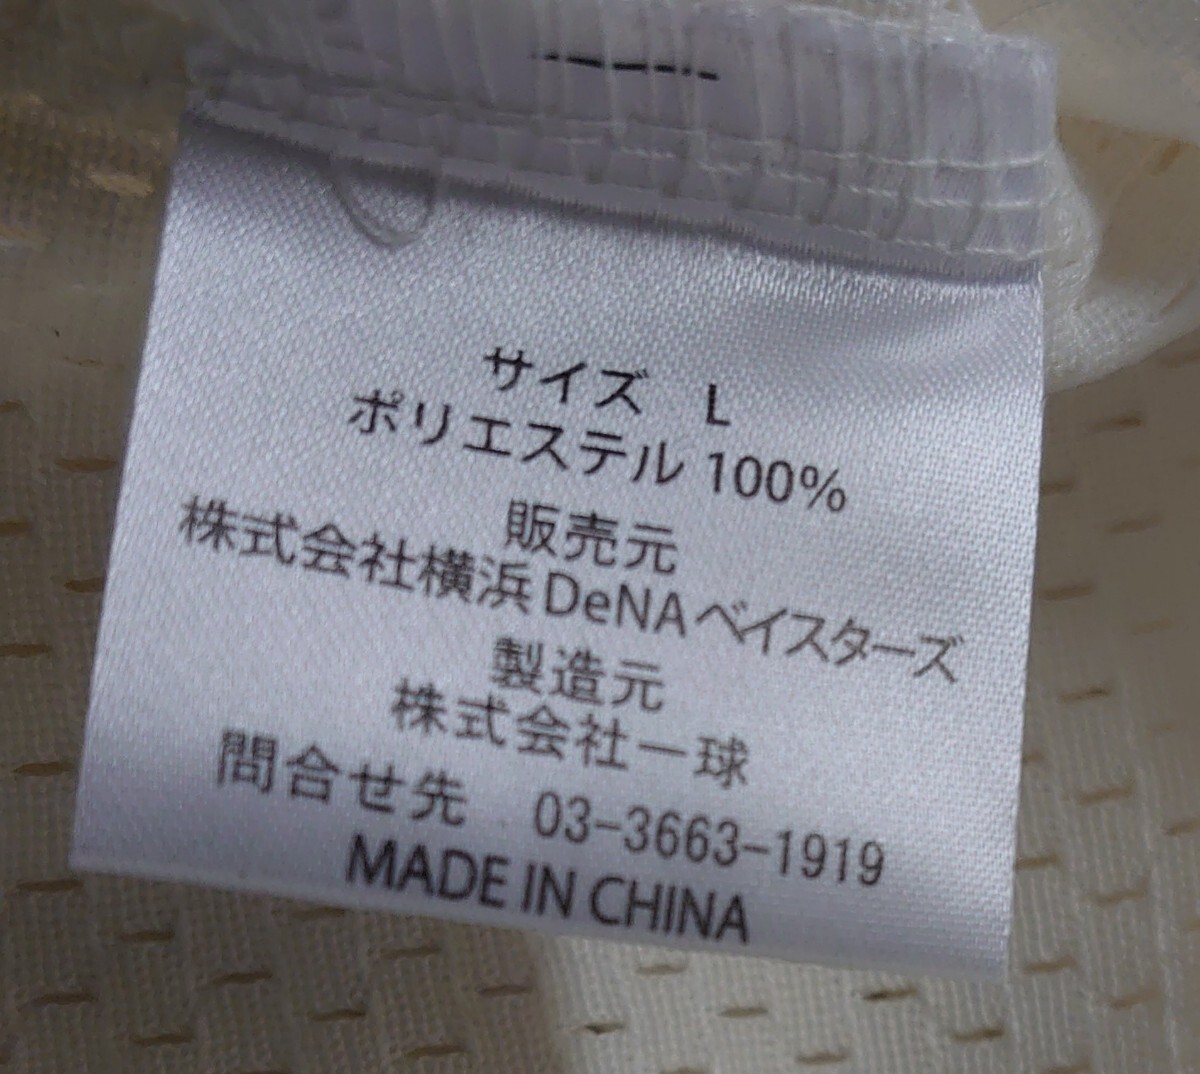 サイズ　L
ポリエステル 100%
販売元
株式会社横浜DeNAベイスターズ
製造元
株式会社一球
問合せ先　03-3663-1919
MADE IN CHINA